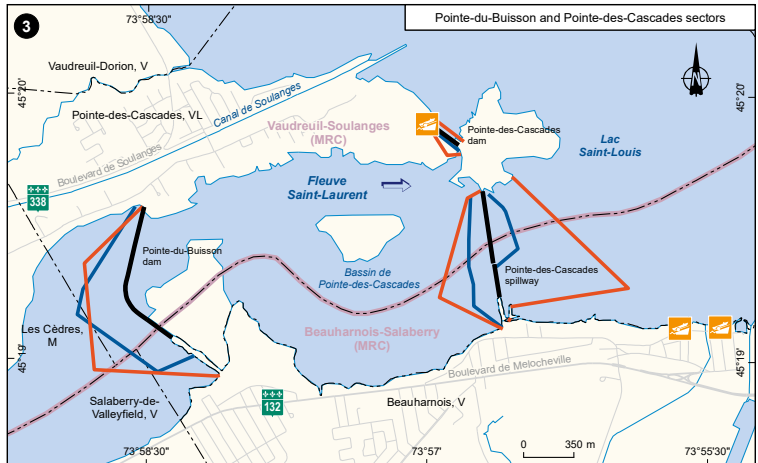 3
Pointe-du-Buisson and Pointe-des-Cascades sectors
73°58'30"
73°57'
45°20'
45°20'
Vaudreuil-Dorion, V
Pointe-des-Cascades, VL
Canal de Soulanges
Boulevard de Soulanges
Vaudreuil-Soulanges
(MRC)
Pointe-des-Cascades
dam
Lac
Saint-Louis
338
Fleuve
Saint-Laurent
Pointe-du-Buisson
dam
Bassin de
Pointe-des-Cascades
Pointe-des-Cascades
spillway
Les Cèdres,
M
Beauharnois-Salaberry
(MRC)
45°19'
45°19'
Boulevard de Melocheville
Salaberry-de-
Valleyfield, V
132
Beauharnois, V
0 350 m
73°58'30"
73°57'
73°55'30"